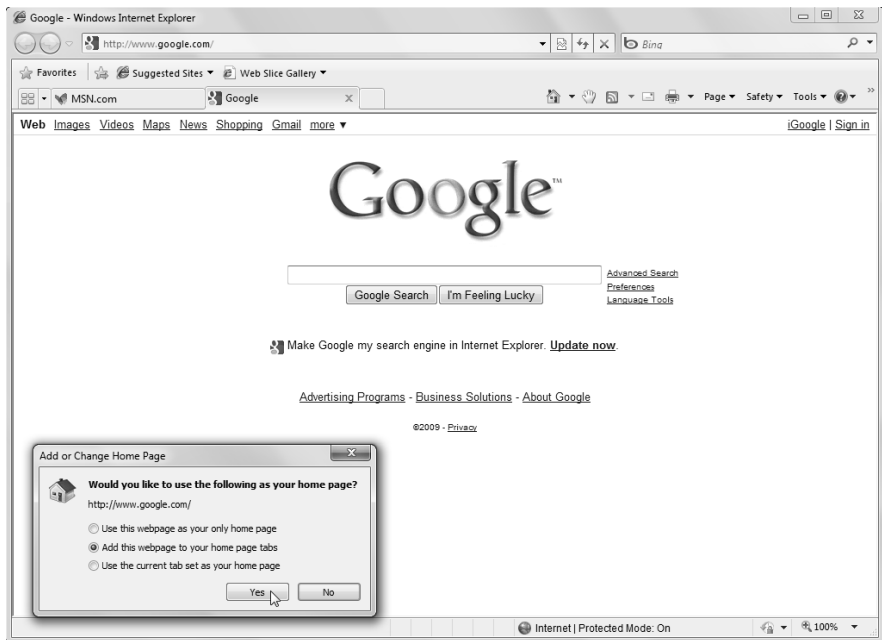 Google - Windows Internet Explorer
http://www.google.com/
Bing
Favorites Suggested Sites Web Slice Gallery
MSN.com Google Page Safety Tools
Web Images Videos Maps News Shopping Gmail more iGoogle | Sign in
Google™
Advanced Search
Preferences
Language Tools
Google Search I'm Feeling Lucky
Make Google my search engine in Internet Explorer. Update now.
Advertising Programs - Business Solutions - About Google
©2009 - Privacy
Add or Change Home Page
Would you like to use the following as your home page?
http://www.google.com/
Use this webpage as your only home page
Add this webpage to your home page tabs
Use the current tab set as your home page
Yes No
Internet | Protected Mode: On 100%